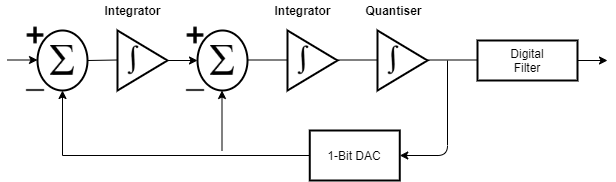 Integrator
Integrator
Quantiser
+
Σ
∫
+
Σ
∫
∫
Digital
Filter
−
−
1-Bit DAC